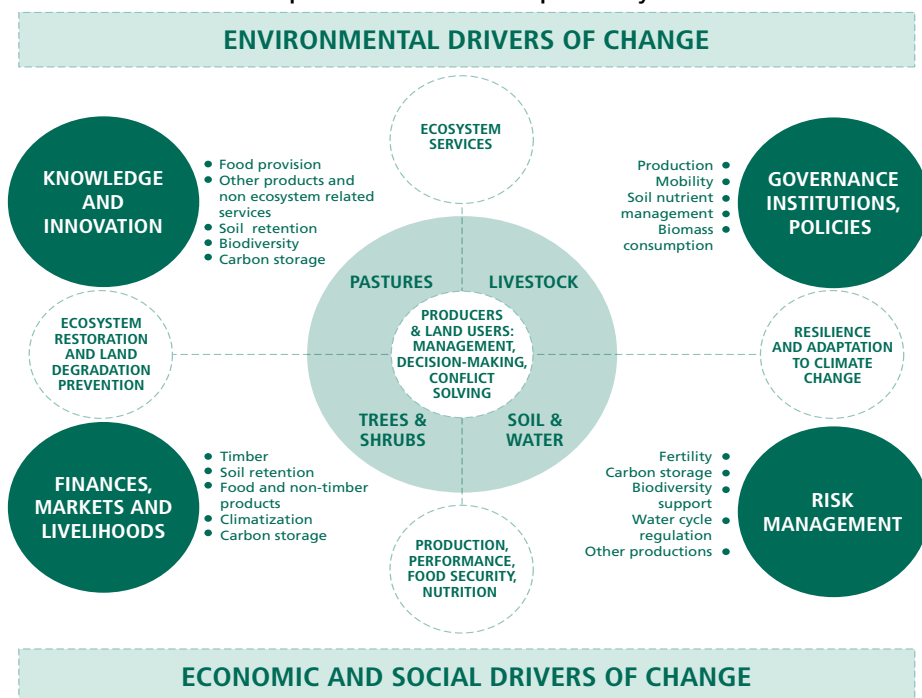 ENVIRONMENTAL DRIVERS OF CHANGE
ECOSYSTEM
SERVICES
KNOWLEDGE
AND
INNOVATION
● Food provision
● Other products and
non ecosystem related
services
● Soil retention
● Biodiversity
● Carbon storage
Production ●
Mobility ●
Soil nutrient ●
management ●
Biomass ●
consumption
GOVERNANCE
INSTITUTIONS,
POLICIES
PASTURES
LIVESTOCK
ECOSYSTEM
RESTORATION
AND LAND
DEGRADATION
PREVENTION
PRODUCERS
& LAND USERS:
MANAGEMENT,
DECISION-MAKING,
CONFLICT
SOLVING
RESILIENCE
AND ADAPTATION
TO CLIMATE
CHANGE
TREES &
SHRUBS
SOIL &
WATER
FINANCES,
MARKETS AND
LIVELIHOODS
● Timber
● Soil retention
● Food and non-timber
products
● Climatization
● Carbon storage
Fertility ●
Carbon storage ●
Biodiversity ●
support
Water cycle ●
regulation
Other productions ●
RISK
MANAGEMENT
PRODUCTION,
PERFORMANCE,
FOOD SECURITY,
NUTRITION
ECONOMIC AND SOCIAL DRIVERS OF CHANGE